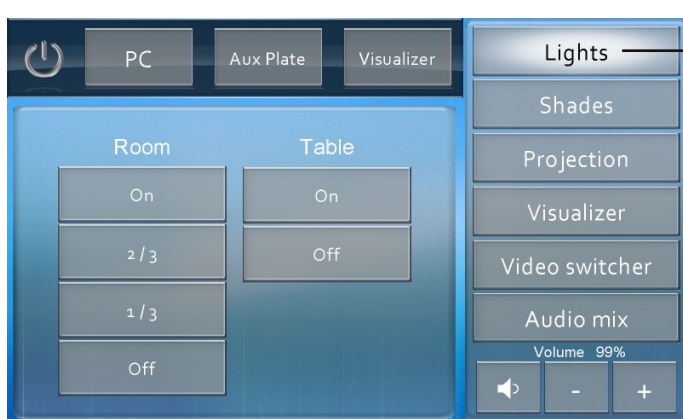 PC
Aux Plate
Visualizer
Room
Table
On
2/3
1/3
Off
On
Off
Lights
Shades
Projection
Visualizer
Video switcher
Audio mix
Volume 99%
-
+